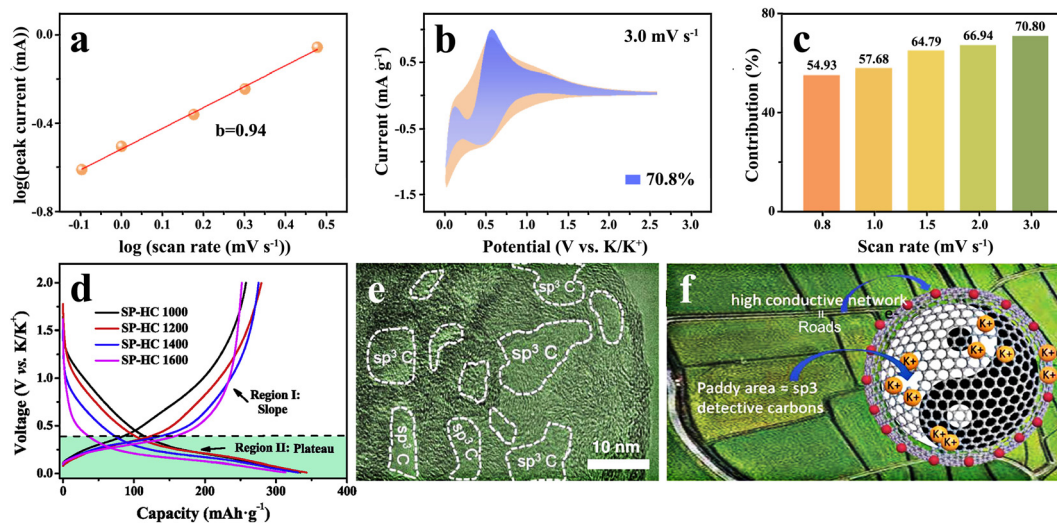 a
log(peak current (mA))
0.0
-0.4
-0.8
b=0.94
-0.1 0.0 0.1 0.2 0.3 0.4 0.5
log (scan rate (mV s⁻¹))
b
Current (mA g⁻¹)
1.0
0.5
0.0
-0.5
-1.5
3.0 mV s⁻¹
70.8%
0.0 0.5 1.0 1.5 2.0 2.5 3.0
Potential (V vs. K/K⁺)
c
Contribution (%)
80
60
40
20
0
54.93 57.68 64.79 66.94 70.80
0.8 1.0 1.5 2.0 3.0
Scan rate (mV s⁻¹)
d
Voltage (V vs. K/K⁺)
2.0
1.5
1.0
0.5
0.0
SP-HC 1000
SP-HC 1200
SP-HC 1400
SP-HC 1600
Region I:
Slope
Region II: Plateau
0 100 200 300 400
Capacity (mAh·g⁻¹)
e
sp³ C
sp³ C
sp³ C
sp³ C
sp³ C
sp³ C
10 nm
f
high conductive network
=
Roads
e⁻
Paddy area = sp3
detective carbons
K+
K+
K+
K+
K+
K+
K+
K+
K+
K+